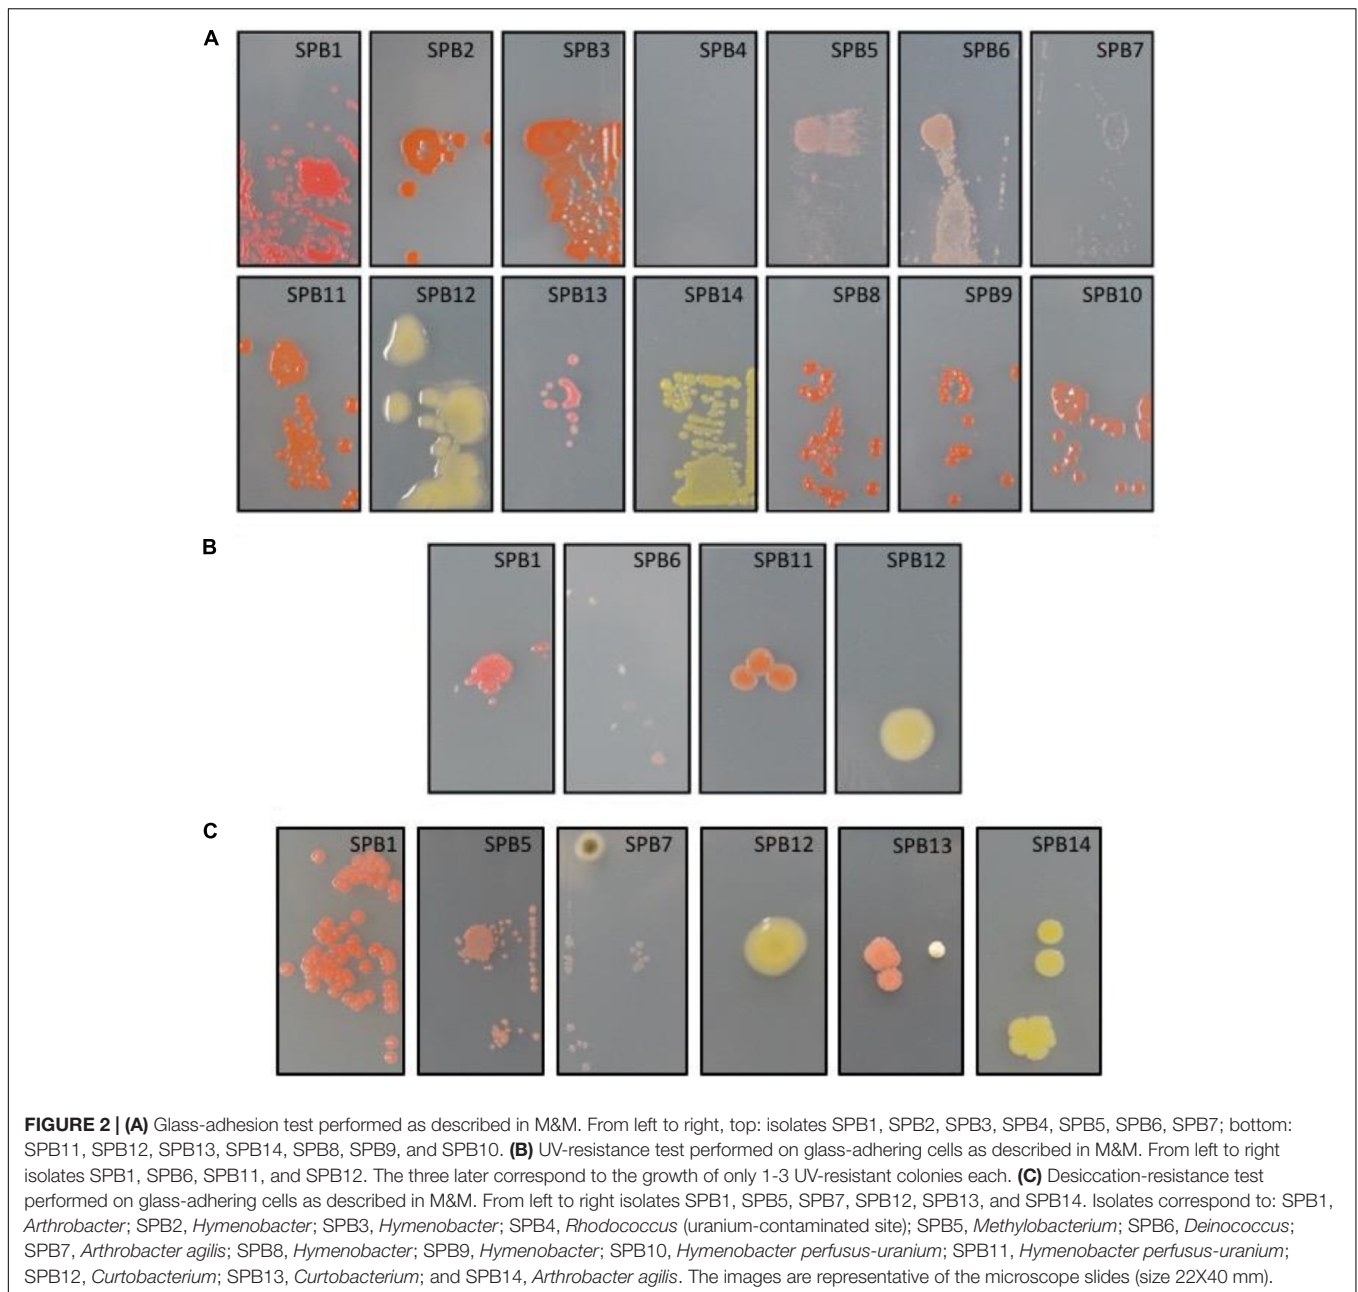 A
SPB1 SPB2 SPB3 SPB4 SPB5 SPB6 SPB7
SPB11 SPB12 SPB13 SPB14 SPB8 SPB9 SPB10
B
SPB1 SPB6 SPB11 SPB12
C
SPB1 SPB5 SPB7 SPB12 SPB13 SPB14
FIGURE 2 | (A) Glass-adhesion test performed as described in M&M. From left to right, top: isolates SPB1, SPB2, SPB3, SPB4, SPB5, SPB6, SPB7; bottom:
SPB11, SPB12, SPB13, SPB14, SPB8, SPB9, and SPB10. (B) UV-resistance test performed on glass-adhering cells as described in M&M. From left to right
isolates SPB1, SPB6, SPB11, and SPB12. The three later correspond to the growth of only 1-3 UV-resistant colonies each. (C) Desiccation-resistance test
performed on glass-adhering cells as described in M&M. From left to right isolates SPB1, SPB5, SPB7, SPB12, SPB13, and SPB14. Isolates correspond to: SPB1,
Arthrobacter; SPB2, Hymenobacter; SPB3, Hymenobacter; SPB4, Rhodococcus (uranium-contaminated site); SPB5, Methylobacterium; SPB6, Deinococcus;
SPB7, Arthrobacter agilis; SPB8, Hymenobacter; SPB9, Hymenobacter; SPB10, Hymenobacter perfusus-uranium; SPB11, Hymenobacter perfusus-uranium;
SPB12, Curtobacterium; SPB13, Curtobacterium; and SPB14, Arthrobacter agilis. The images are representative of the microscope slides (size 22X40 mm).